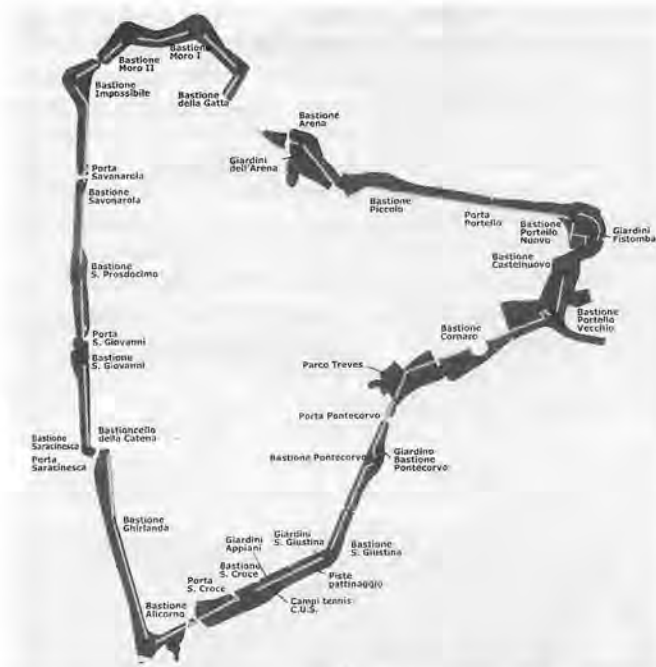 Bastione
Moro II
Bastione
Moro I
Bastione
Impossibile
Bastione
della Gatta
Bastione
Arena
Giardini
dell'Arena
Porta
Savonarola
Bastione
Savonarola
Bastione
Piccolo
Porta
Portello
Bastione
Portello
Nuovo
Giardini
Fistomba
Bastione
Castelnuovo
Bastione
S. Prosdocimo
Bastione
Portello
Vecchio
Bastione
Cornaro
Porta
S. Giovanni
Bastione
S. Giovanni
Parco Treves
Porta Pontecorvo
Bastione
Saracinesca
Porta
Saracinesca
Bastioncello
della Catena
Bastione Pontecorvo
Giardino
Bastione
Pontecorvo
Bastione
Ghirlanda
Giardini
Appiani
Giardini
S. Giustina
Bastione
S. Giustina
Bastione
S. Croce
Porta
S. Croce
Piste
pattinaggio
Campi tennis
C.U.S.
Bastione
Alicorno